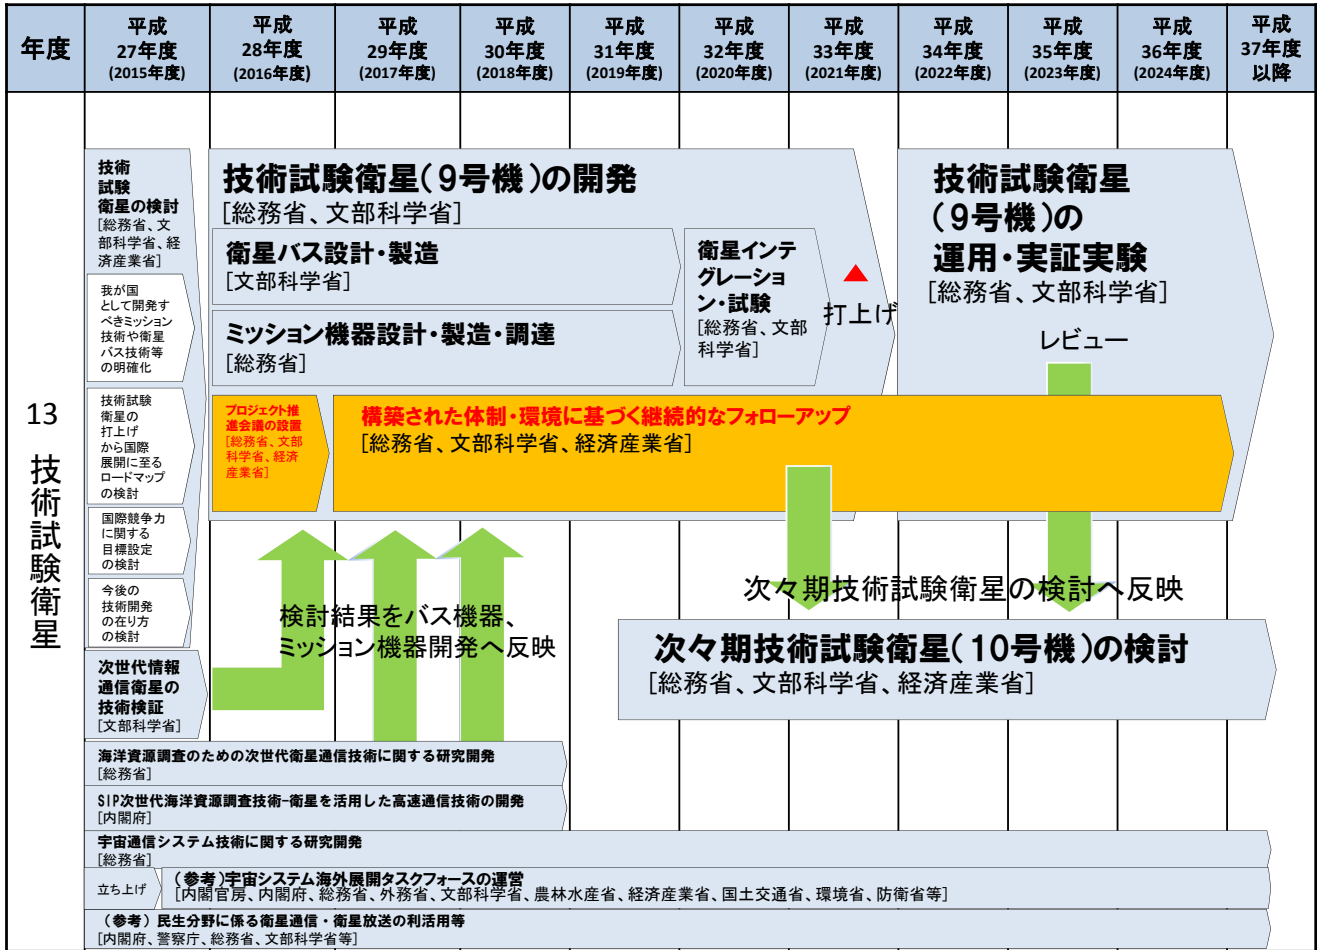 年度
平成
27年度
(2015年度)
平成
28年度
(2016年度)
平成
29年度
(2017年度)
平成
30年度
(2018年度)
平成
31年度
(2019年度)
平成
32年度
(2020年度)
平成
33年度
(2021年度)
平成
34年度
(2022年度)
平成
35年度
(2023年度)
平成
36年度
(2024年度)
平成
37年度
以降
13
技術試験衛星
技術
試験
衛星の検討
[総務省、文
部科学省、経
済産業省]
我が国
として開発す
べきミッション
技術や衛星
バス技術等
の明確化
技術試験
衛星の
打上げ
から国際
展開に至る
ロードマップ
の検討
国際競争力
に関する
目標設定
の検討
今後の
技術開発
の在り方
の検討
次世代情報
通信衛星の
技術検証
[文部科学省]
技術試験衛星(9号機)の開発
[総務省、文部科学省]
衛星バス設計・製造
[文部科学省]
ミッション機器設計・製造・調達
[総務省]
衛星インテ
グレーショ
ン・試験
[総務省、文部
科学省]
打上げ
技術試験衛星
(9号機)の
運用・実証実験
[総務省、文部科学省]
レビュー
プロジェクト推
進会議の設置
[総務省、文部
科学省、経済
産業省]
構築された体制・環境に基づく継続的なフォローアップ
[総務省、文部科学省、経済産業省]
検討結果をバス機器、
ミッション機器開発へ反映
次々期技術試験衛星の検討へ反映
次々期技術試験衛星(10号機)の検討
[総務省、文部科学省、経済産業省]
海洋資源調査のための次世代衛星通信技術に関する研究開発
[総務省]
SIP次世代海洋資源調査技術-衛星を活用した高速通信技術の開発
[内閣府]
宇宙通信システム技術に関する研究開発
[総務省]
立ち上げ
(参考)宇宙システム海外展開タスクフォースの運営
[内閣官房、内閣府、総務省、外務省、文部科学省、農林水産省、経済産業省、国土交通省、環境省、防衛省等]
(参考)民生分野に係る衛星通信・衛星放送の利活用等
[内閣府、警察庁、総務省、文部科学省等]